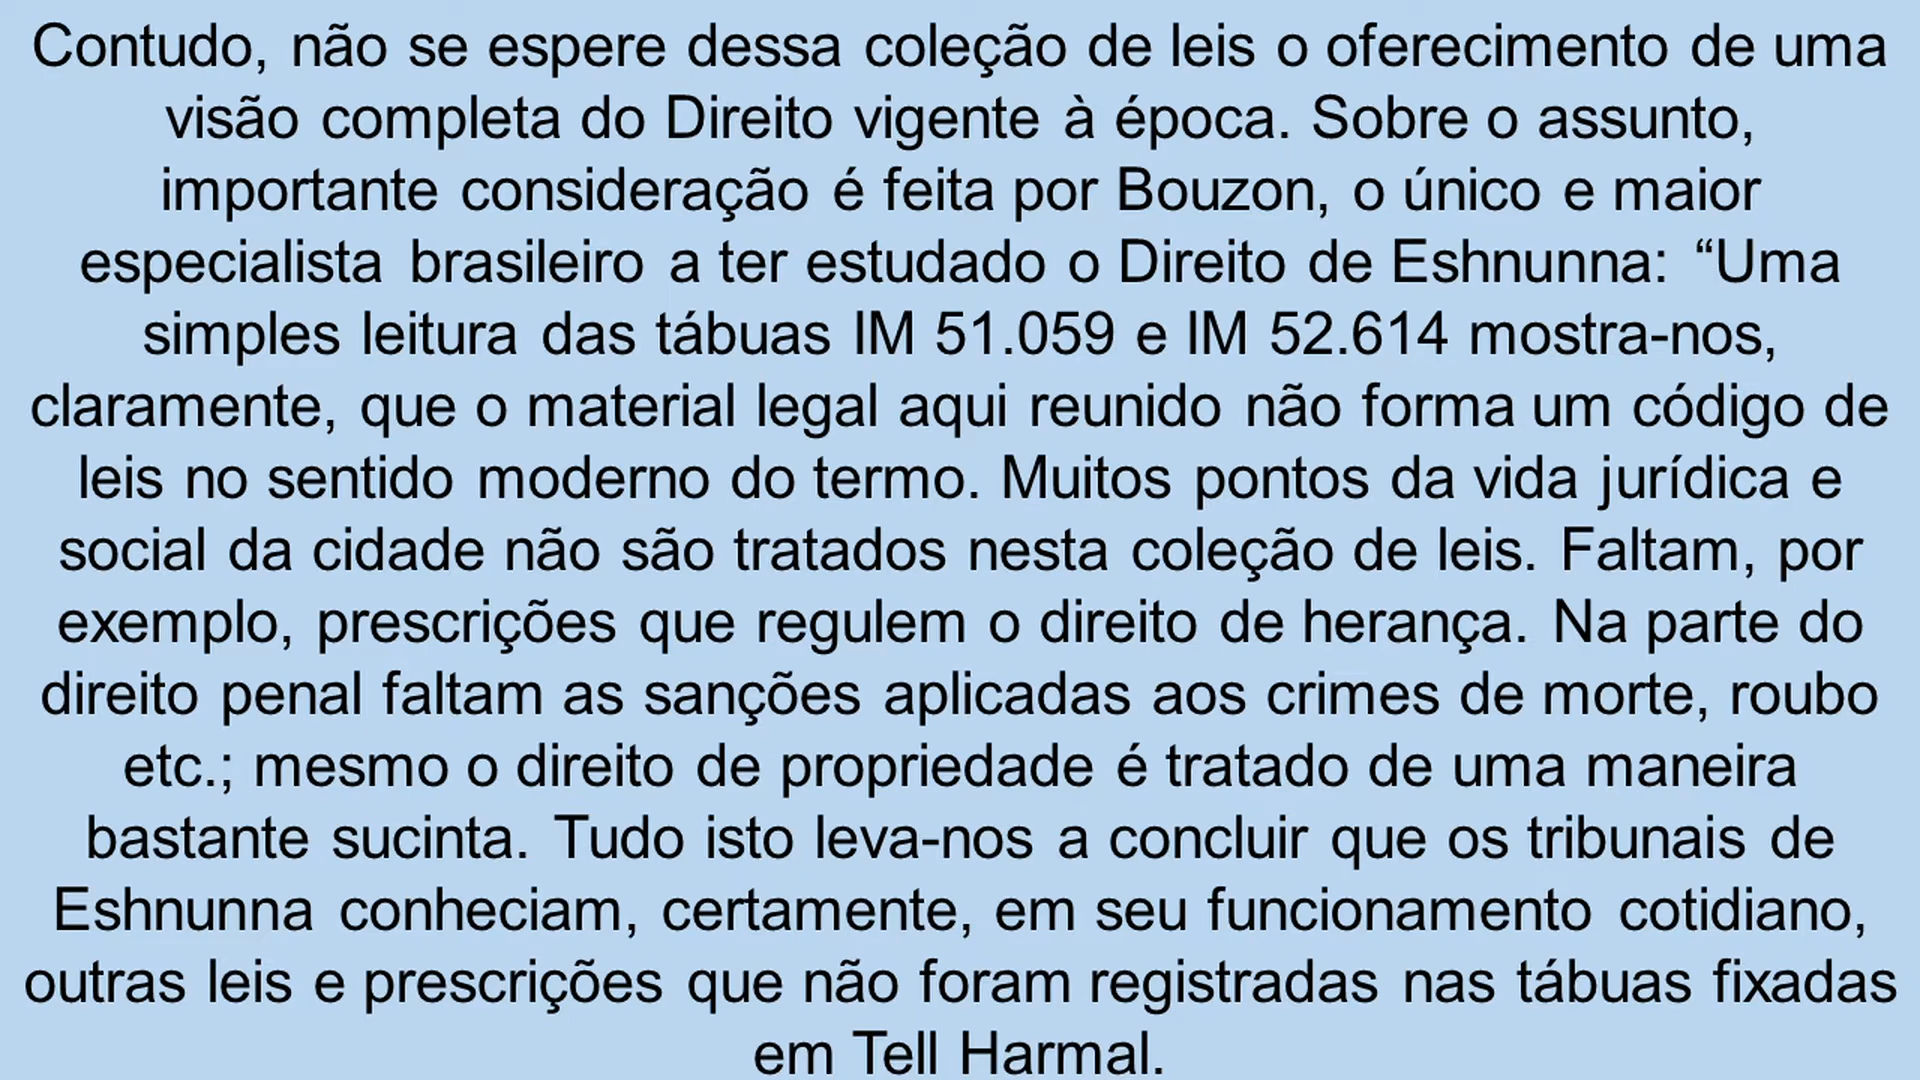 Contudo, não se espere dessa coleção de leis o oferecimento de uma
visão completa do Direito vigente à época. Sobre o assunto,
importante consideração é feita por Bouzon, o único e maior
especialista brasileiro a ter estudado o Direito de Eshnunna: “Uma
simples leitura das tábuas IM 51.059 e IM 52.614 mostra-nos,
claramente, que o material legal aqui reunido não forma um código de
leis no sentido moderno do termo. Muitos pontos da vida jurídica e
social da cidade não são tratados nesta coleção de leis. Faltam, por
exemplo, prescrições que regulem o direito de herança. Na parte do
direito penal faltam as sanções aplicadas aos crimes de morte, roubo
etc.; mesmo o direito de propriedade é tratado de uma maneira
bastante sucinta. Tudo isto leva-nos a concluir que os tribunais de
Eshnunna conheciam, certamente, em seu funcionamento cotidiano,
outras leis e prescrições que não foram registradas nas tábuas fixadas
em Tell Harmal.